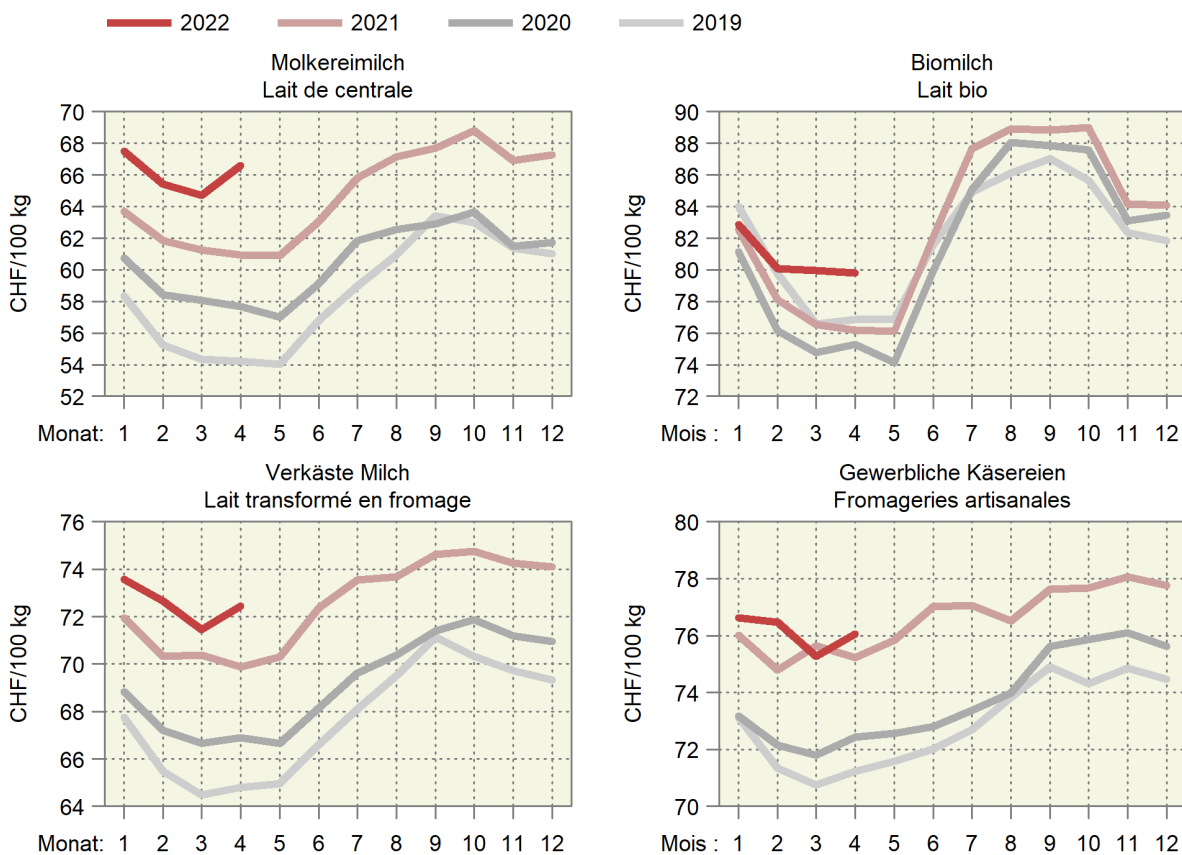 2022 2021 2020 2019
Molkereimilch
Lait de centrale
CHF/100 kg
70
68
66
64
62
60
58
56
54
52
Monat: 1 2 3 4 5 6 7 8 9 10 11 12
Biomilch
Lait bio
CHF/100 kg
90
88
86
84
82
80
78
76
74
72
Mois : 1 2 3 4 5 6 7 8 9 10 11 12
Verkäste Milch
Lait transformé en fromage
CHF/100 kg
76
74
72
70
68
66
64
Monat: 1 2 3 4 5 6 7 8 9 10 11 12
Gewerbliche Käsereien
Fromageries artisanales
CHF/100 kg
80
78
76
74
72
70
Mois : 1 2 3 4 5 6 7 8 9 10 11 12